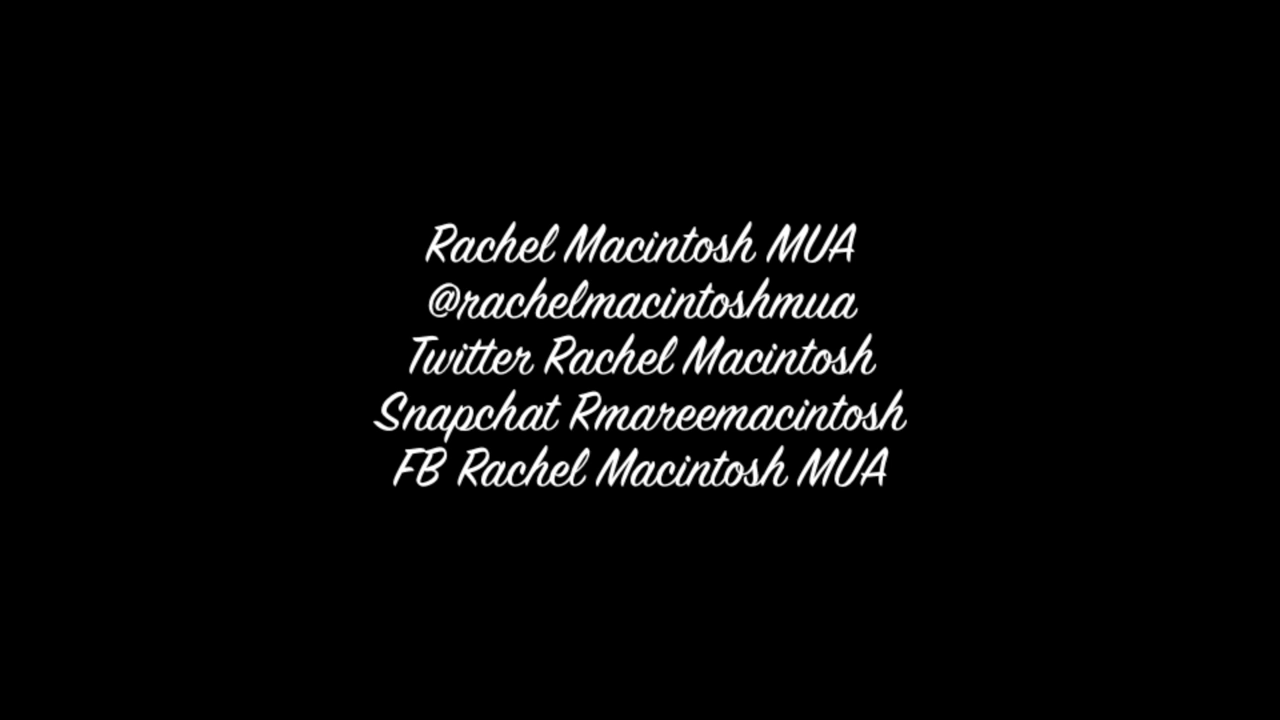 Rachel Macintosh MUA
@rachelmacintoshmua
Twitter Rachel Macintosh
Snapchat Rmareemacintosh
FB Rachel Macintosh MUA